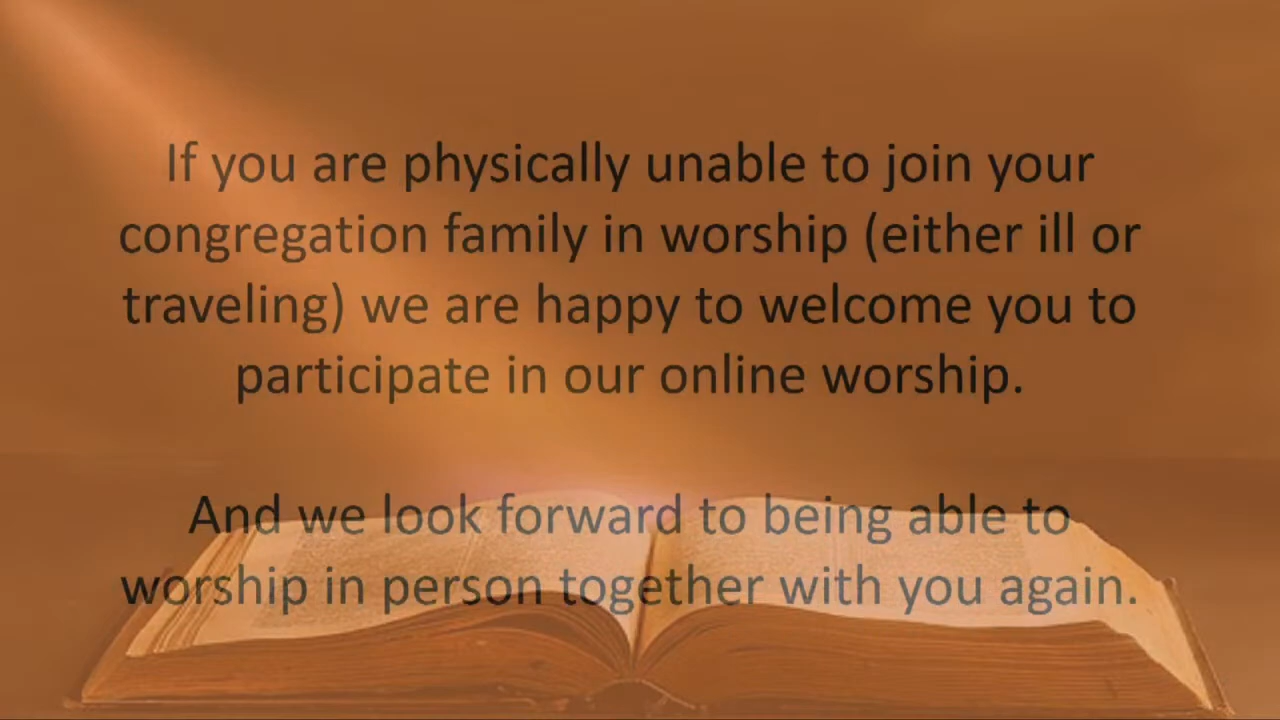 If you are physically unable to join your
congregation family in worship (either ill or
traveling) we are happy to welcome you to
participate in our online worship.
And we look forward to being able to
worship in person together with you again.